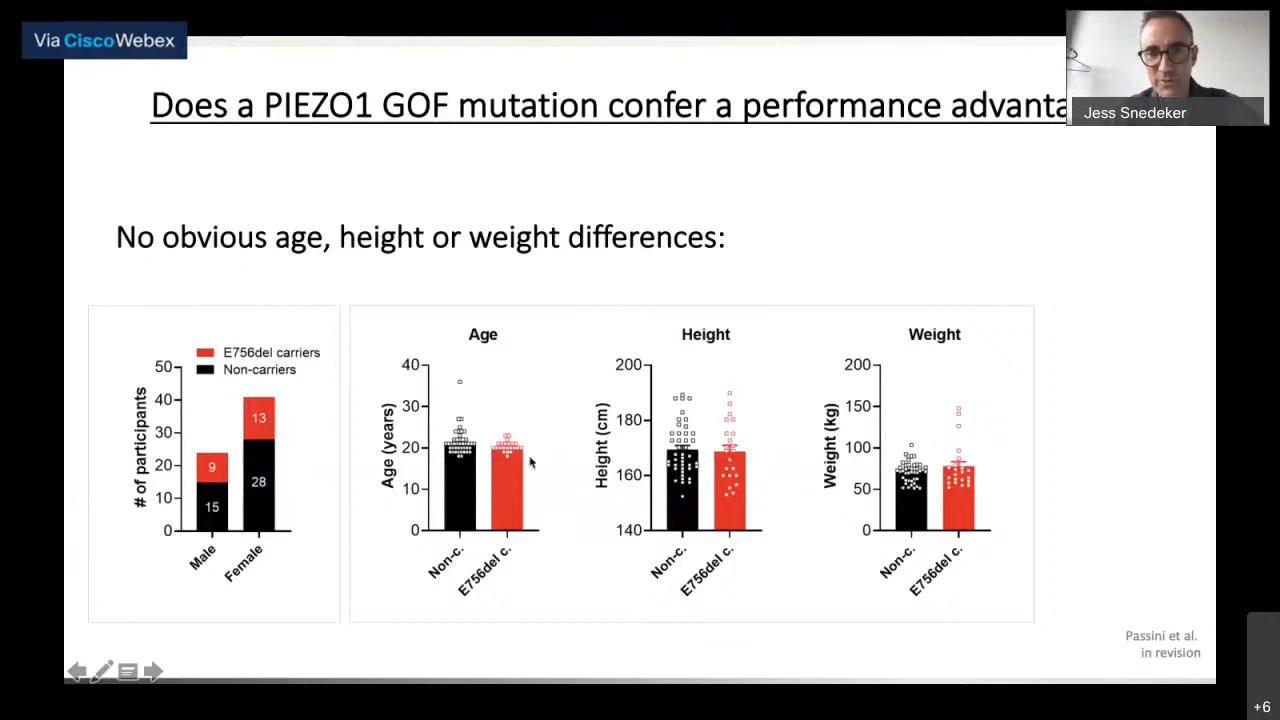 Via Cisco Webex
Jess Snedeker
Does a PIEZO1 GOF mutation confer a performance advanta
No obvious age, height or weight differences:
E756del carriers
Non-carriers
# of participants
50
40
30
20
10
0
9
15
13
28
Male
Female
Age
Age (years)
40
30
20
10
0
Non-c.
E756del c.
Height
Height (cm)
200
180
160
140
Non-c.
E756del c.
Weight
Weight (kg)
200
150
100
50
0
Non-c.
E756del c.
Passini et al.
in revision
+6